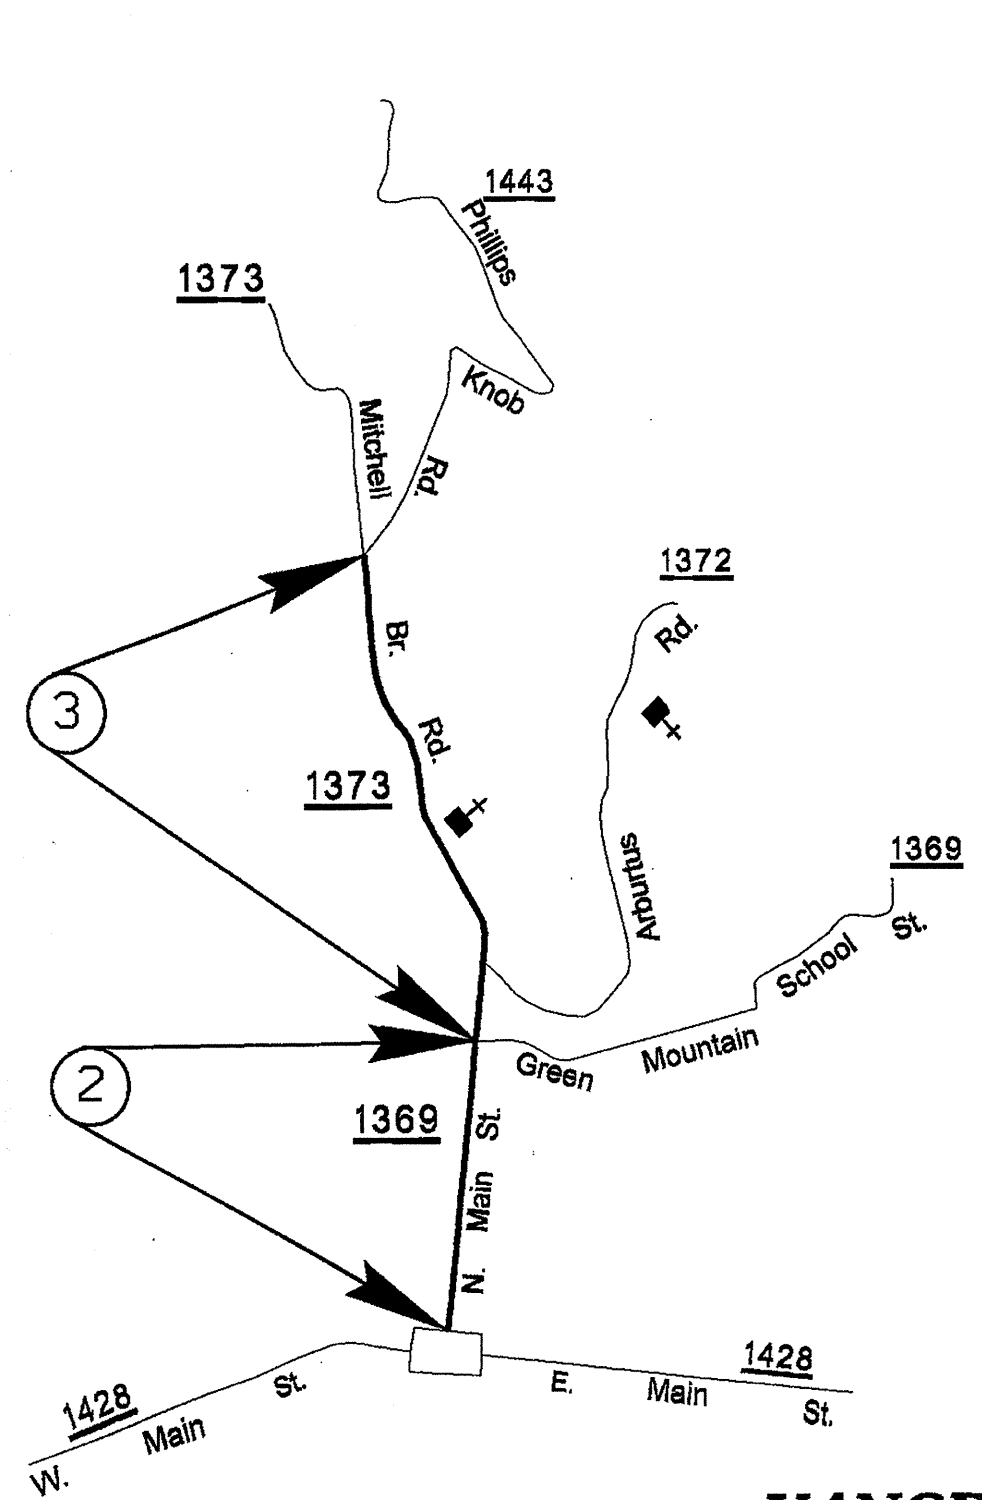 1443
Phillips
1373
Knob
Mitchell
Rd.
1372
Rd.
Br.
3
Rd.
1373
Arburtus
1369
St.
School
Mountain
Green
2
1369
St.
Main
N.
1428
E.
Main
St.
St.
1428
Main
W.